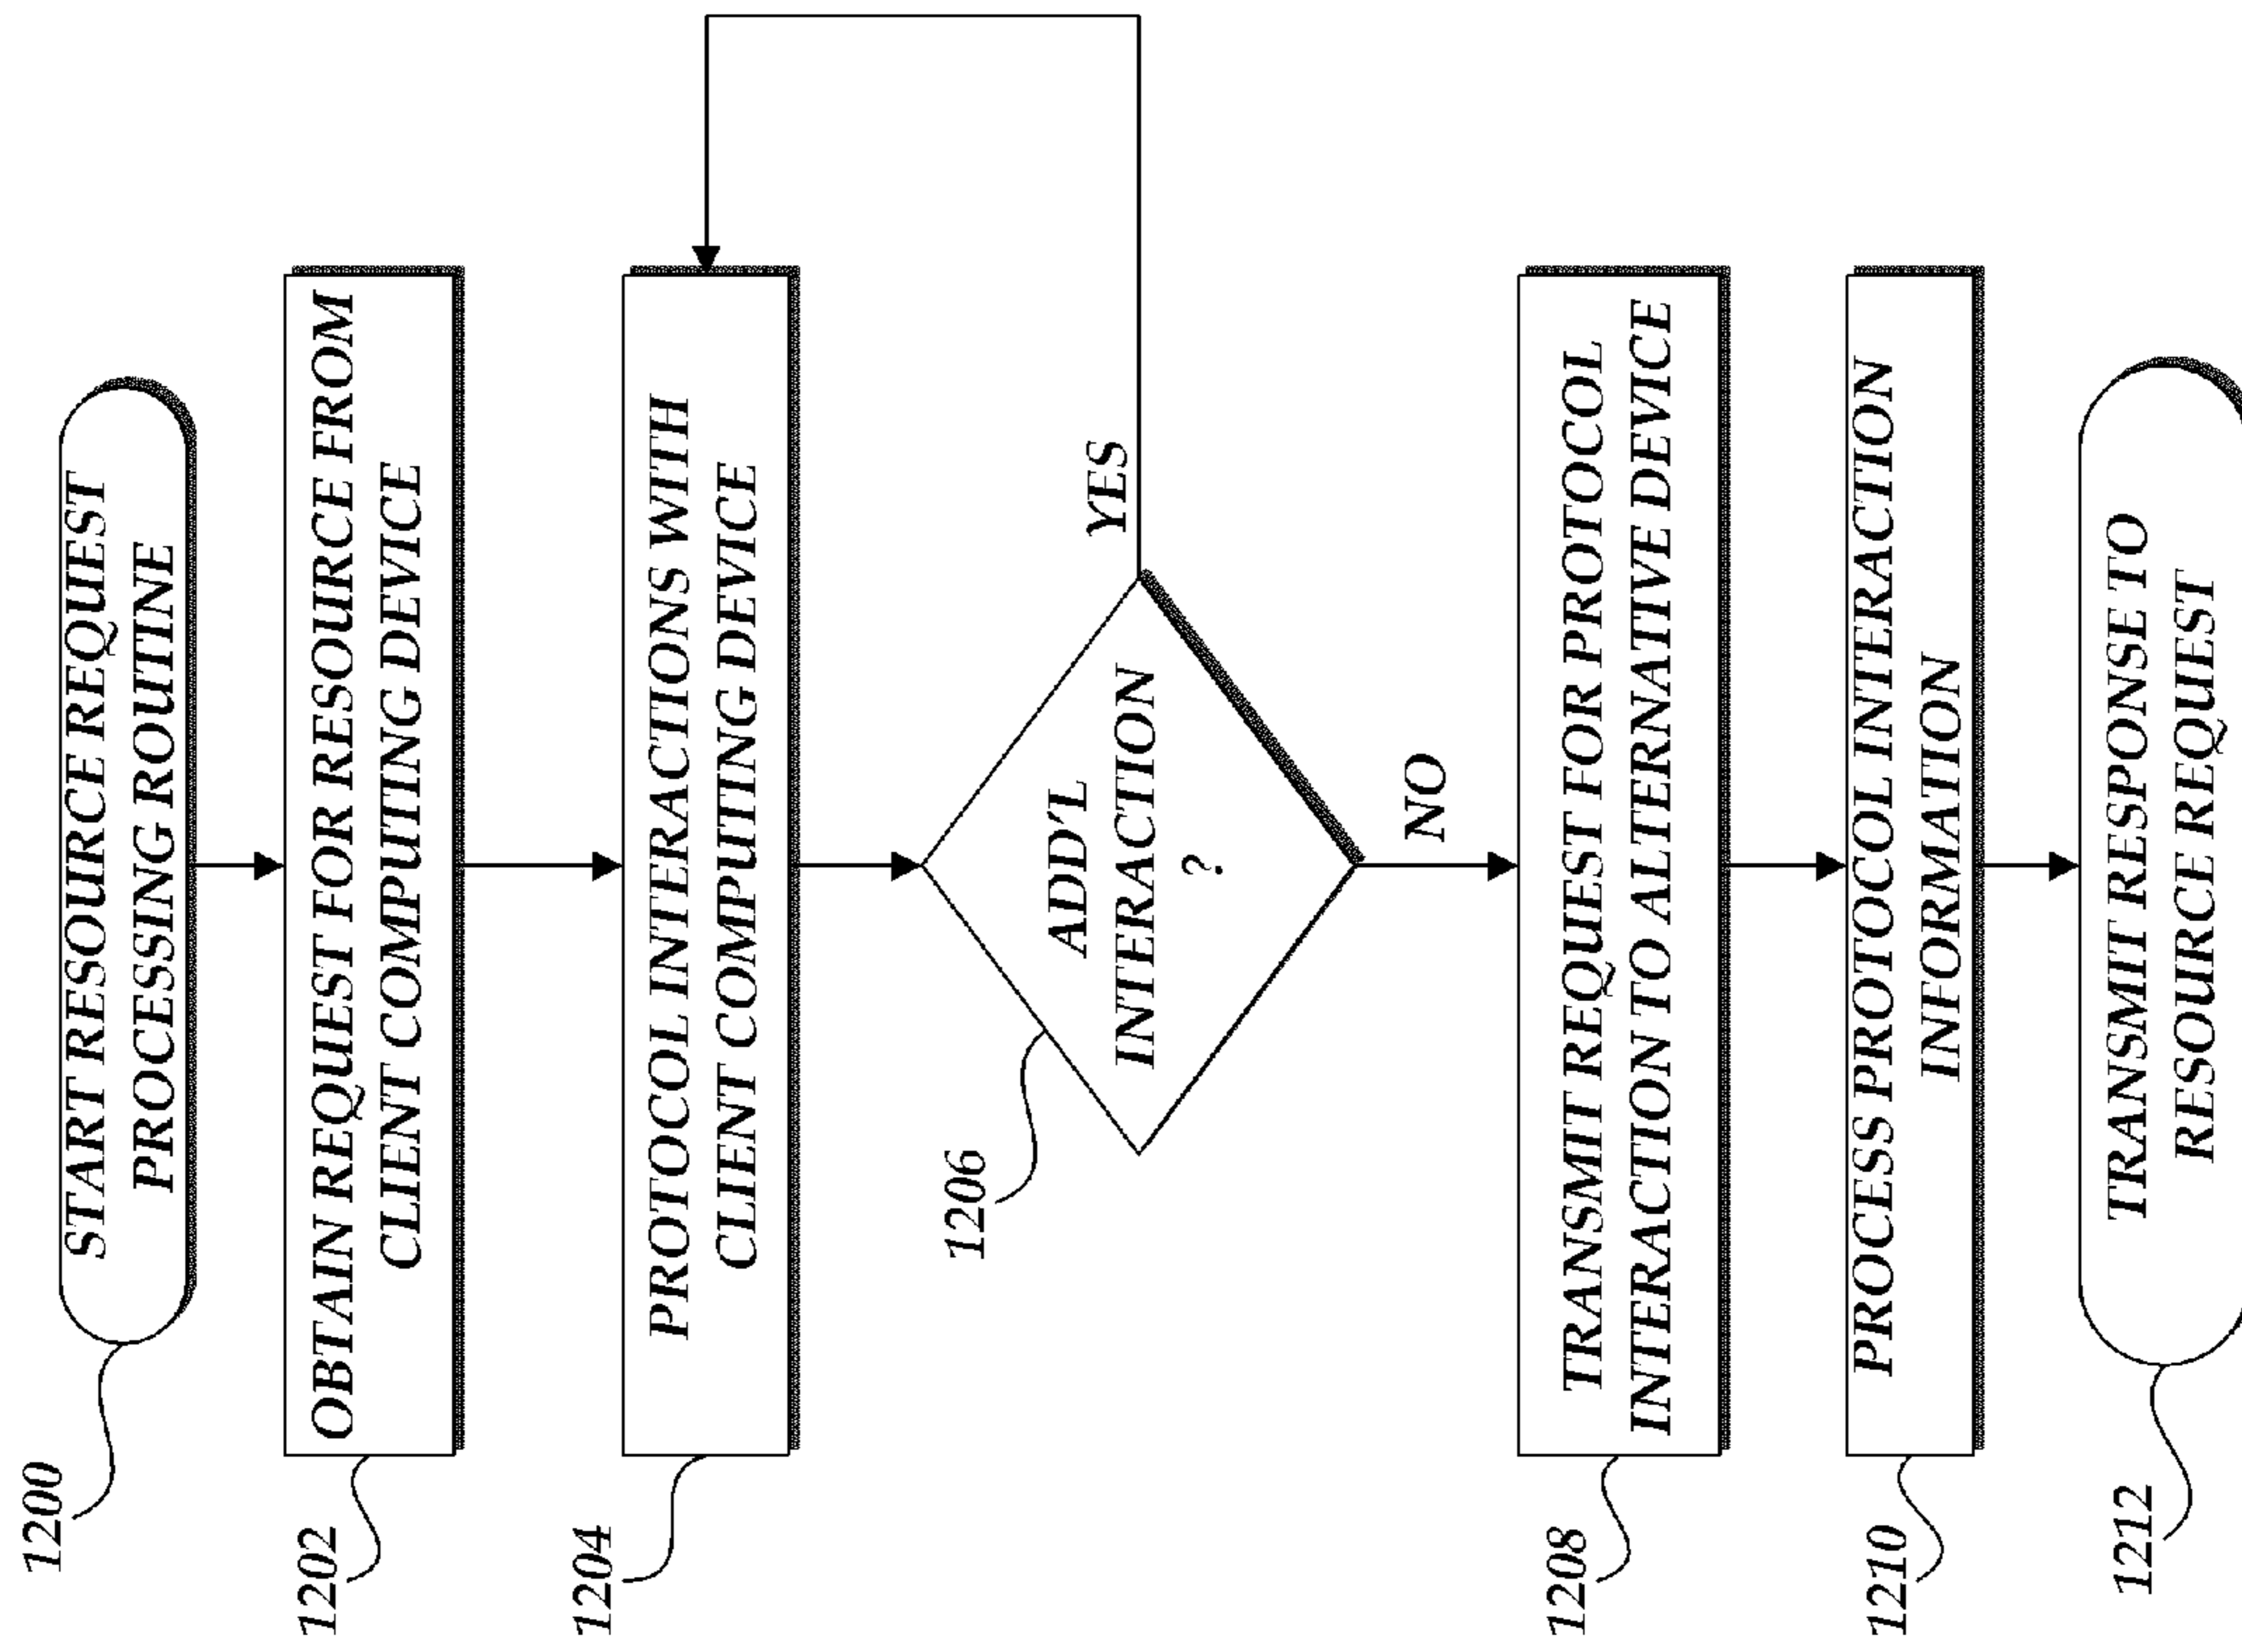 1200
START RESOURCE REQUEST
PROCESSING ROUTINE
1202
OBTAIN REQUEST FOR RESOURCE FROM
CLIENT COMPUTING DEVICE
1204
PROTOCOL INTERACTIONS WITH
CLIENT COMPUTING DEVICE
1206
ADD'L
INTERACTION
?
YES
NO
1208
TRANSMIT REQUEST FOR PROTOCOL
INTERACTION TO ALTERNATIVE DEVICE
1210
PROCESS PROTOCOL INTERACTION
INFORMATION
1212
TRANSMIT RESPONSE TO
RESOURCE REQUEST